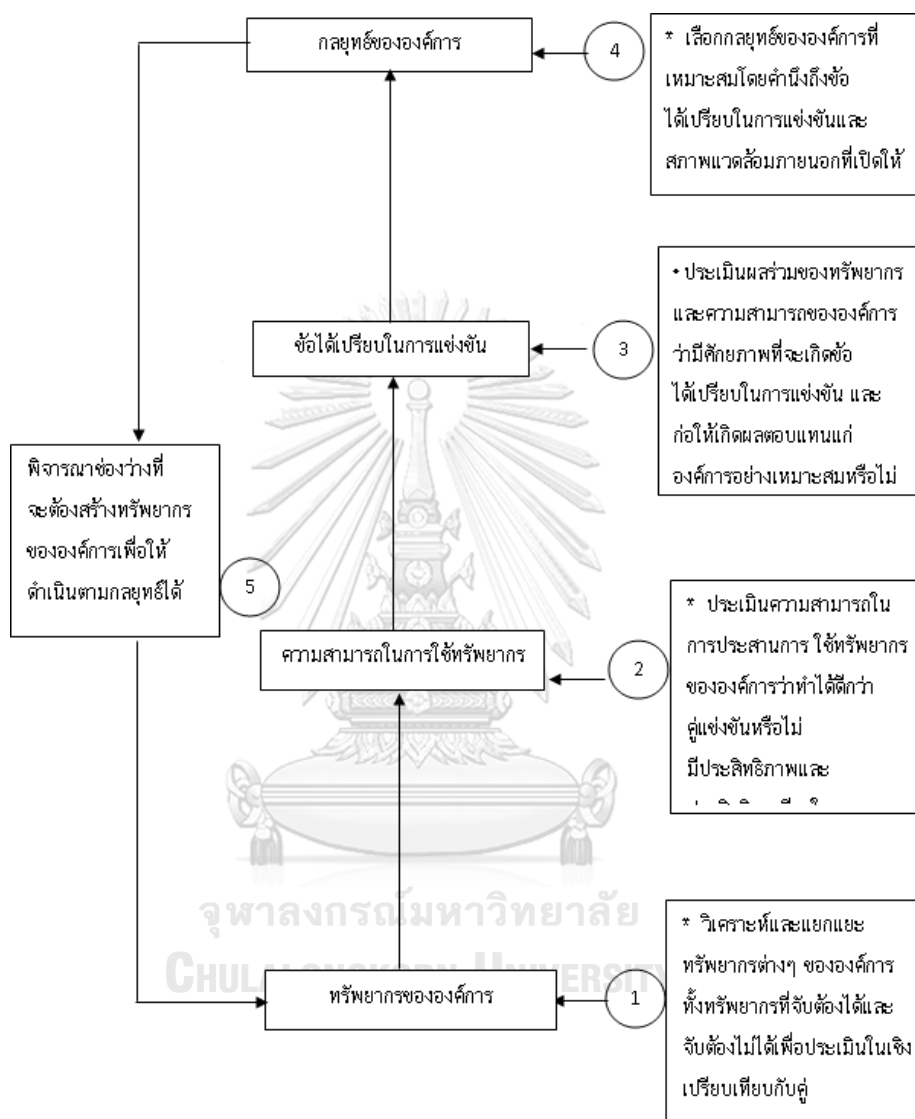 กลยุทธ์ขององค์การ
4
* เลือกกลยุทธ์ขององค์การที่
เหมาะสมโดยคำนึงถึงข้อ
ได้เปรียบในการแข่งขันและ
สภาพแวดล้อมภายนอกที่เปิดให้
ข้อได้เปรียบในการแข่งขัน
3
• ประเมินผลร่วมของทรัพยากร
และความสามารถขององค์การ
ว่ามีศักยภาพที่จะเกิดข้อ
ได้เปรียบในการแข่งขัน และ
ก่อให้เกิดผลตอบแทนแก่
องค์การอย่างเหมาะสมหรือไม่
พิจารณาช่องว่างที่
จะต้องสร้างทรัพยากร
ขององค์การเพื่อให้
ดำเนินตามกลยุทธ์ได้
5
ความสามารถในการใช้ทรัพยากร
2
* ประเมินความสามารถใน
การประสานการ ใช้ทรัพยากร
ขององค์การว่าทำได้ดีกว่า
คู่แข่งขันหรือไม่
มีประสิทธิภาพและ
จุฬาลงกรณ์มหาวิทยาลัย
CHULALONGKORN UNIVERSITY
ทรัพยากรขององค์การ
1
* วิเคราะห์และแยกแยะ
ทรัพยากรต่างๆ ขององค์การ
ทั้งทรัพยากรที่จับต้องได้และ
จับต้องไม่ได้เพื่อประเมินในเชิง
เปรียบเทียบกับคู่